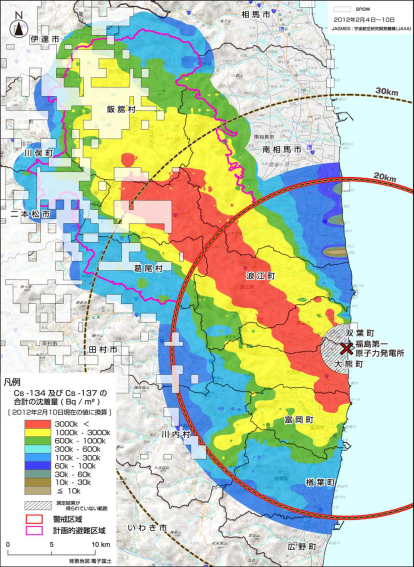 N
伊達市
相馬市
SNOW
2012年2月4日〜10日
JASMES 宇宙航空研究開発機構(JAXA)
30km
飯舘村
南相馬市
南相馬市
川俣町
20km
二本松市
葛尾村
浪江町
双葉町
福島第一
原子力発電所
大熊町
田村市
富岡町
川内村
楢葉町
いわき市
広野町
凡例
Cs -134 及び Cs -137 の
合計の沈着量 ( Bq / ㎡ )
[ 2012年2月10日現在の値に換算 ]
3000k <
1000k - 3000k
600k - 1000k
300k - 600k
100k - 300k
60k - 100k
30k - 60k
10k - 30k
≦ 10k
測定結果が
得られていない範囲
警戒区域
計画的避難区域
0 5 10 km
背景地図:電子国土